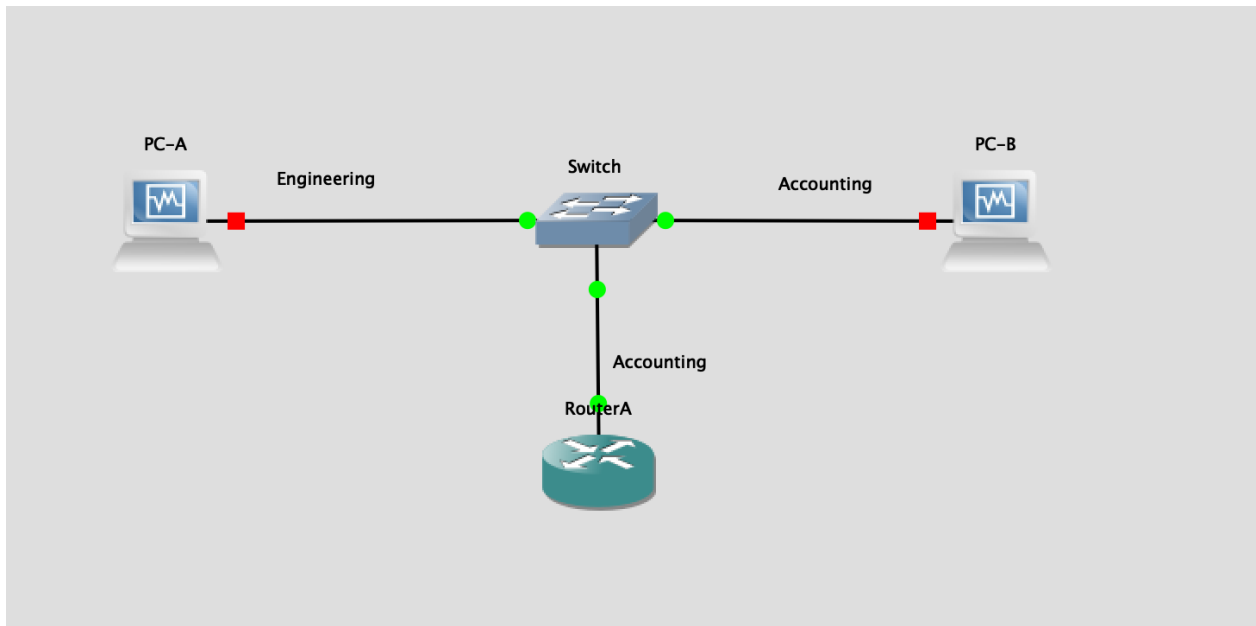 PC-A
PC-B
Switch
Engineering
Accounting
Accounting
RouterA